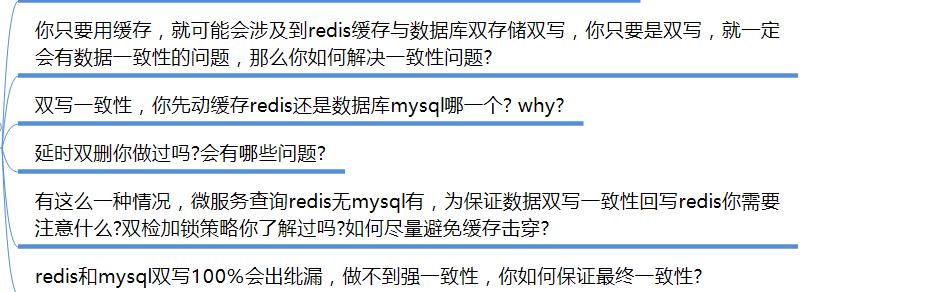 你只要用缓存，就可能会涉及到redis缓存与数据库双存储双写，你只要是双写，就一定
会有数据一致性的问题，那么你如何解决一致性问题?
双写一致性，你先动缓存redis还是数据库mysql哪一个? why?
延时双删你做过吗?会有哪些问题?
有这么一种情况，微服务查询redis无mysql有，为保证数据双写一致性回写redis你需要
注意什么?双检加锁策略你了解过吗?如何尽量避免缓存击穿?
redis和mysql双写100%会出纰漏，做不到强一致性，你如何保证最终一致性?